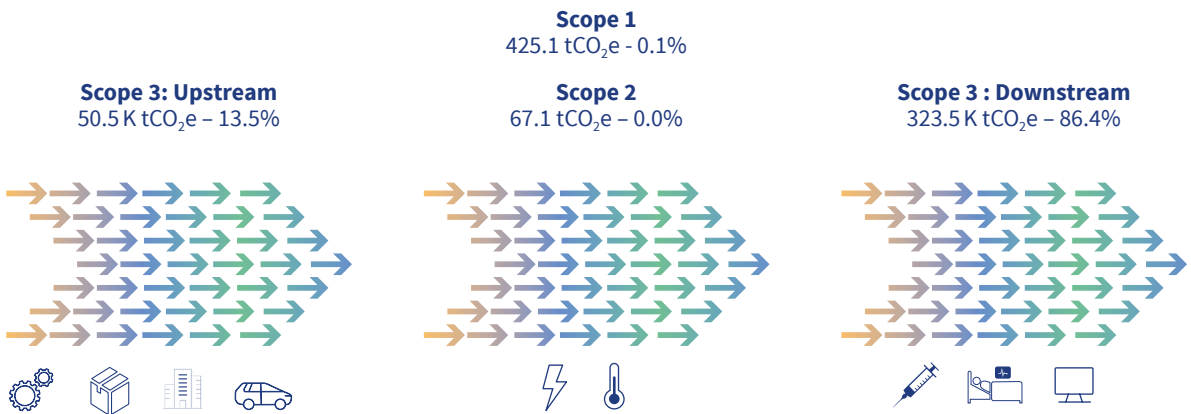 Scope 1
425.1 tCO₂e - 0.1%
Scope 3: Upstream
50.5 K tCO₂e – 13.5%
Scope 2
67.1 tCO₂e – 0.0%
Scope 3 : Downstream
323.5 K tCO₂e – 86.4%